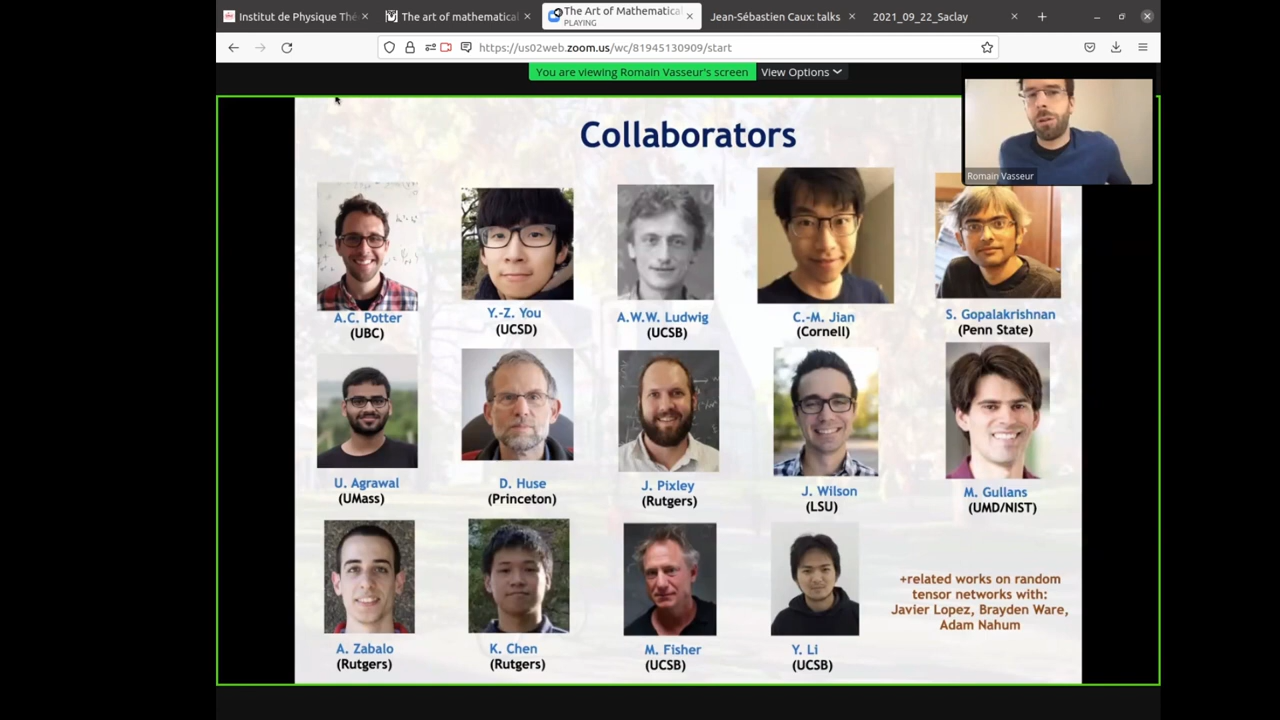 Institut de Physique Thé
The art of mathematical
The Art of Mathematical
PLAYING
Jean-Sébastien Caux: talks
2021_09_22_Saclay
https://us02web.zoom.us/wc/81945130909/start
You are viewing Romain Vasseur's screen
View Options
Collaborators
Romain Vasseur
A.C. Potter
(UBC)
Y.-Z. You
(UCSD)
A.W.W. Ludwig
(UCSB)
C.-M. Jian
(Cornell)
S. Gopalakrishnan
(Penn State)
U. Agrawal
(UMass)
D. Huse
(Princeton)
J. Pixley
(Rutgers)
J. Wilson
(LSU)
M. Gullans
(UMD/NIST)
A. Zabalo
(Rutgers)
K. Chen
(Rutgers)
M. Fisher
(UCSB)
Y. Li
(UCSB)
+related works on random
tensor networks with:
Javier Lopez, Brayden Ware,
Adam Nahum